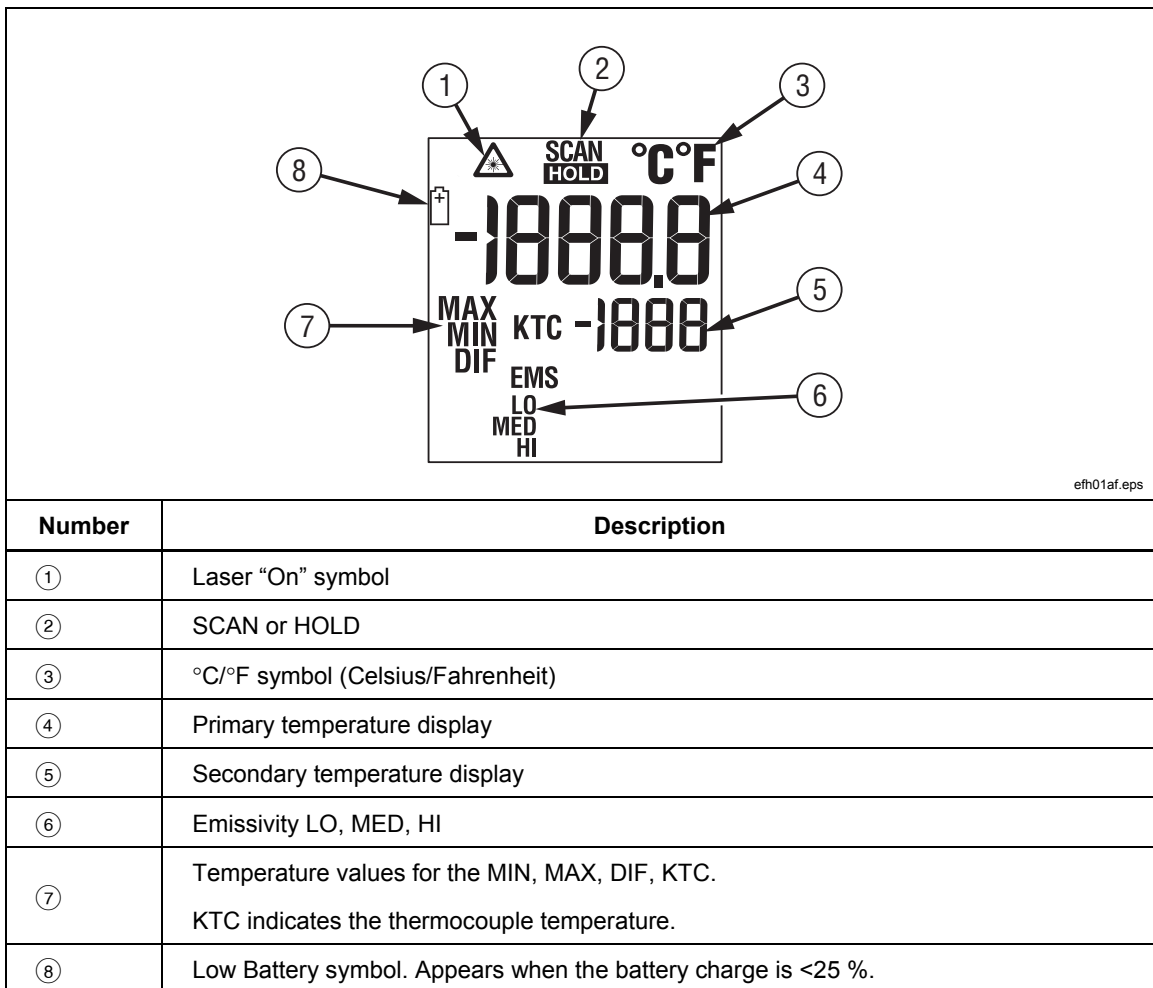 1
2
3
8
SCAN
HOLD
°C°F
4
+
-1888.8
5
7
MAX
MIN
DIF
KTC -1888
EMS
LO
MED
HI
6
efh01af.eps
Number Description
① Laser “On” symbol
② SCAN or HOLD
③ °C/°F symbol (Celsius/Fahrenheit)
④ Primary temperature display
⑤ Secondary temperature display
⑥ Emissivity LO, MED, HI
⑦ Temperature values for the MIN, MAX, DIF, KTC.
KTC indicates the thermocouple temperature.
⑧ Low Battery symbol. Appears when the battery charge is <25 %.